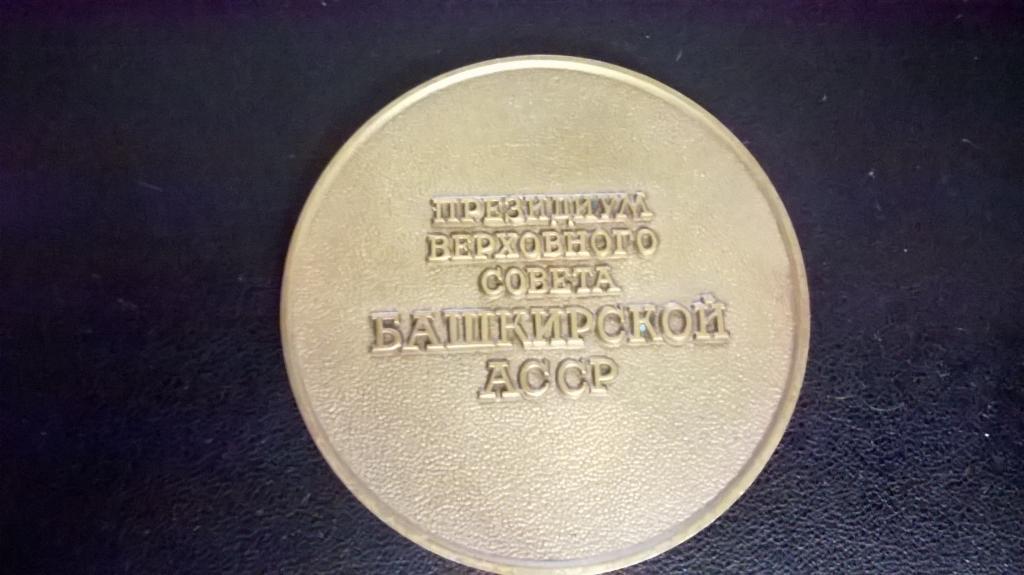 ПРЕЗИДИУМ
ВЕРХОВНОГО
СОВЕТА
БАШКИРСКОЙ
АССР